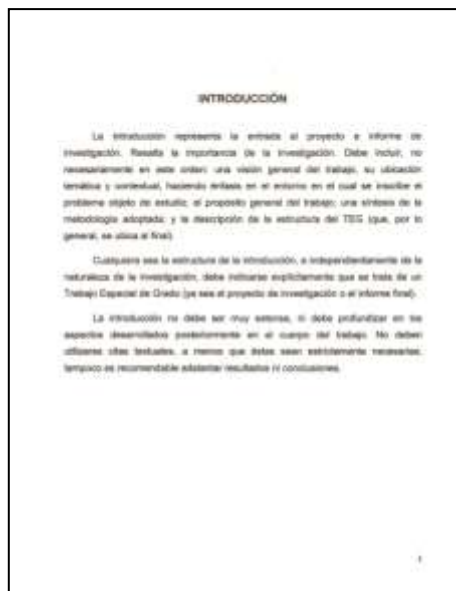 INTRODUCCIÓN
La introducción representa la entrada al proyecto e informe de
investigación. Resalta la importancia de la investigación. Debe incluir, no
necesariamente en este orden: una visión general del trabajo, su ubicación
temática y contextual, haciendo énfasis en el entorno en el cual se inscribe el
problema objeto de estudio; el propósito general del trabajo; una síntesis de la
metodología adoptada; y la descripción de la estructura del TEG (que, por lo
general, se ubica al final).
Cualquiera sea la estructura de la introducción, e independientemente de la
naturaleza de la investigación, debe indicarse explícitamente que se trata de un
Trabajo Especial de Grado (ya sea el proyecto de investigación o el informe final).
La introducción no debe ser muy extensa, ni debe profundizar en los
aspectos desarrollados posteriormente en el cuerpo del trabajo. No deben
utilizarse citas textuales, a menos que éstas sean estrictamente necesarias;
tampoco es recomendable adelantar resultados ni conclusiones.